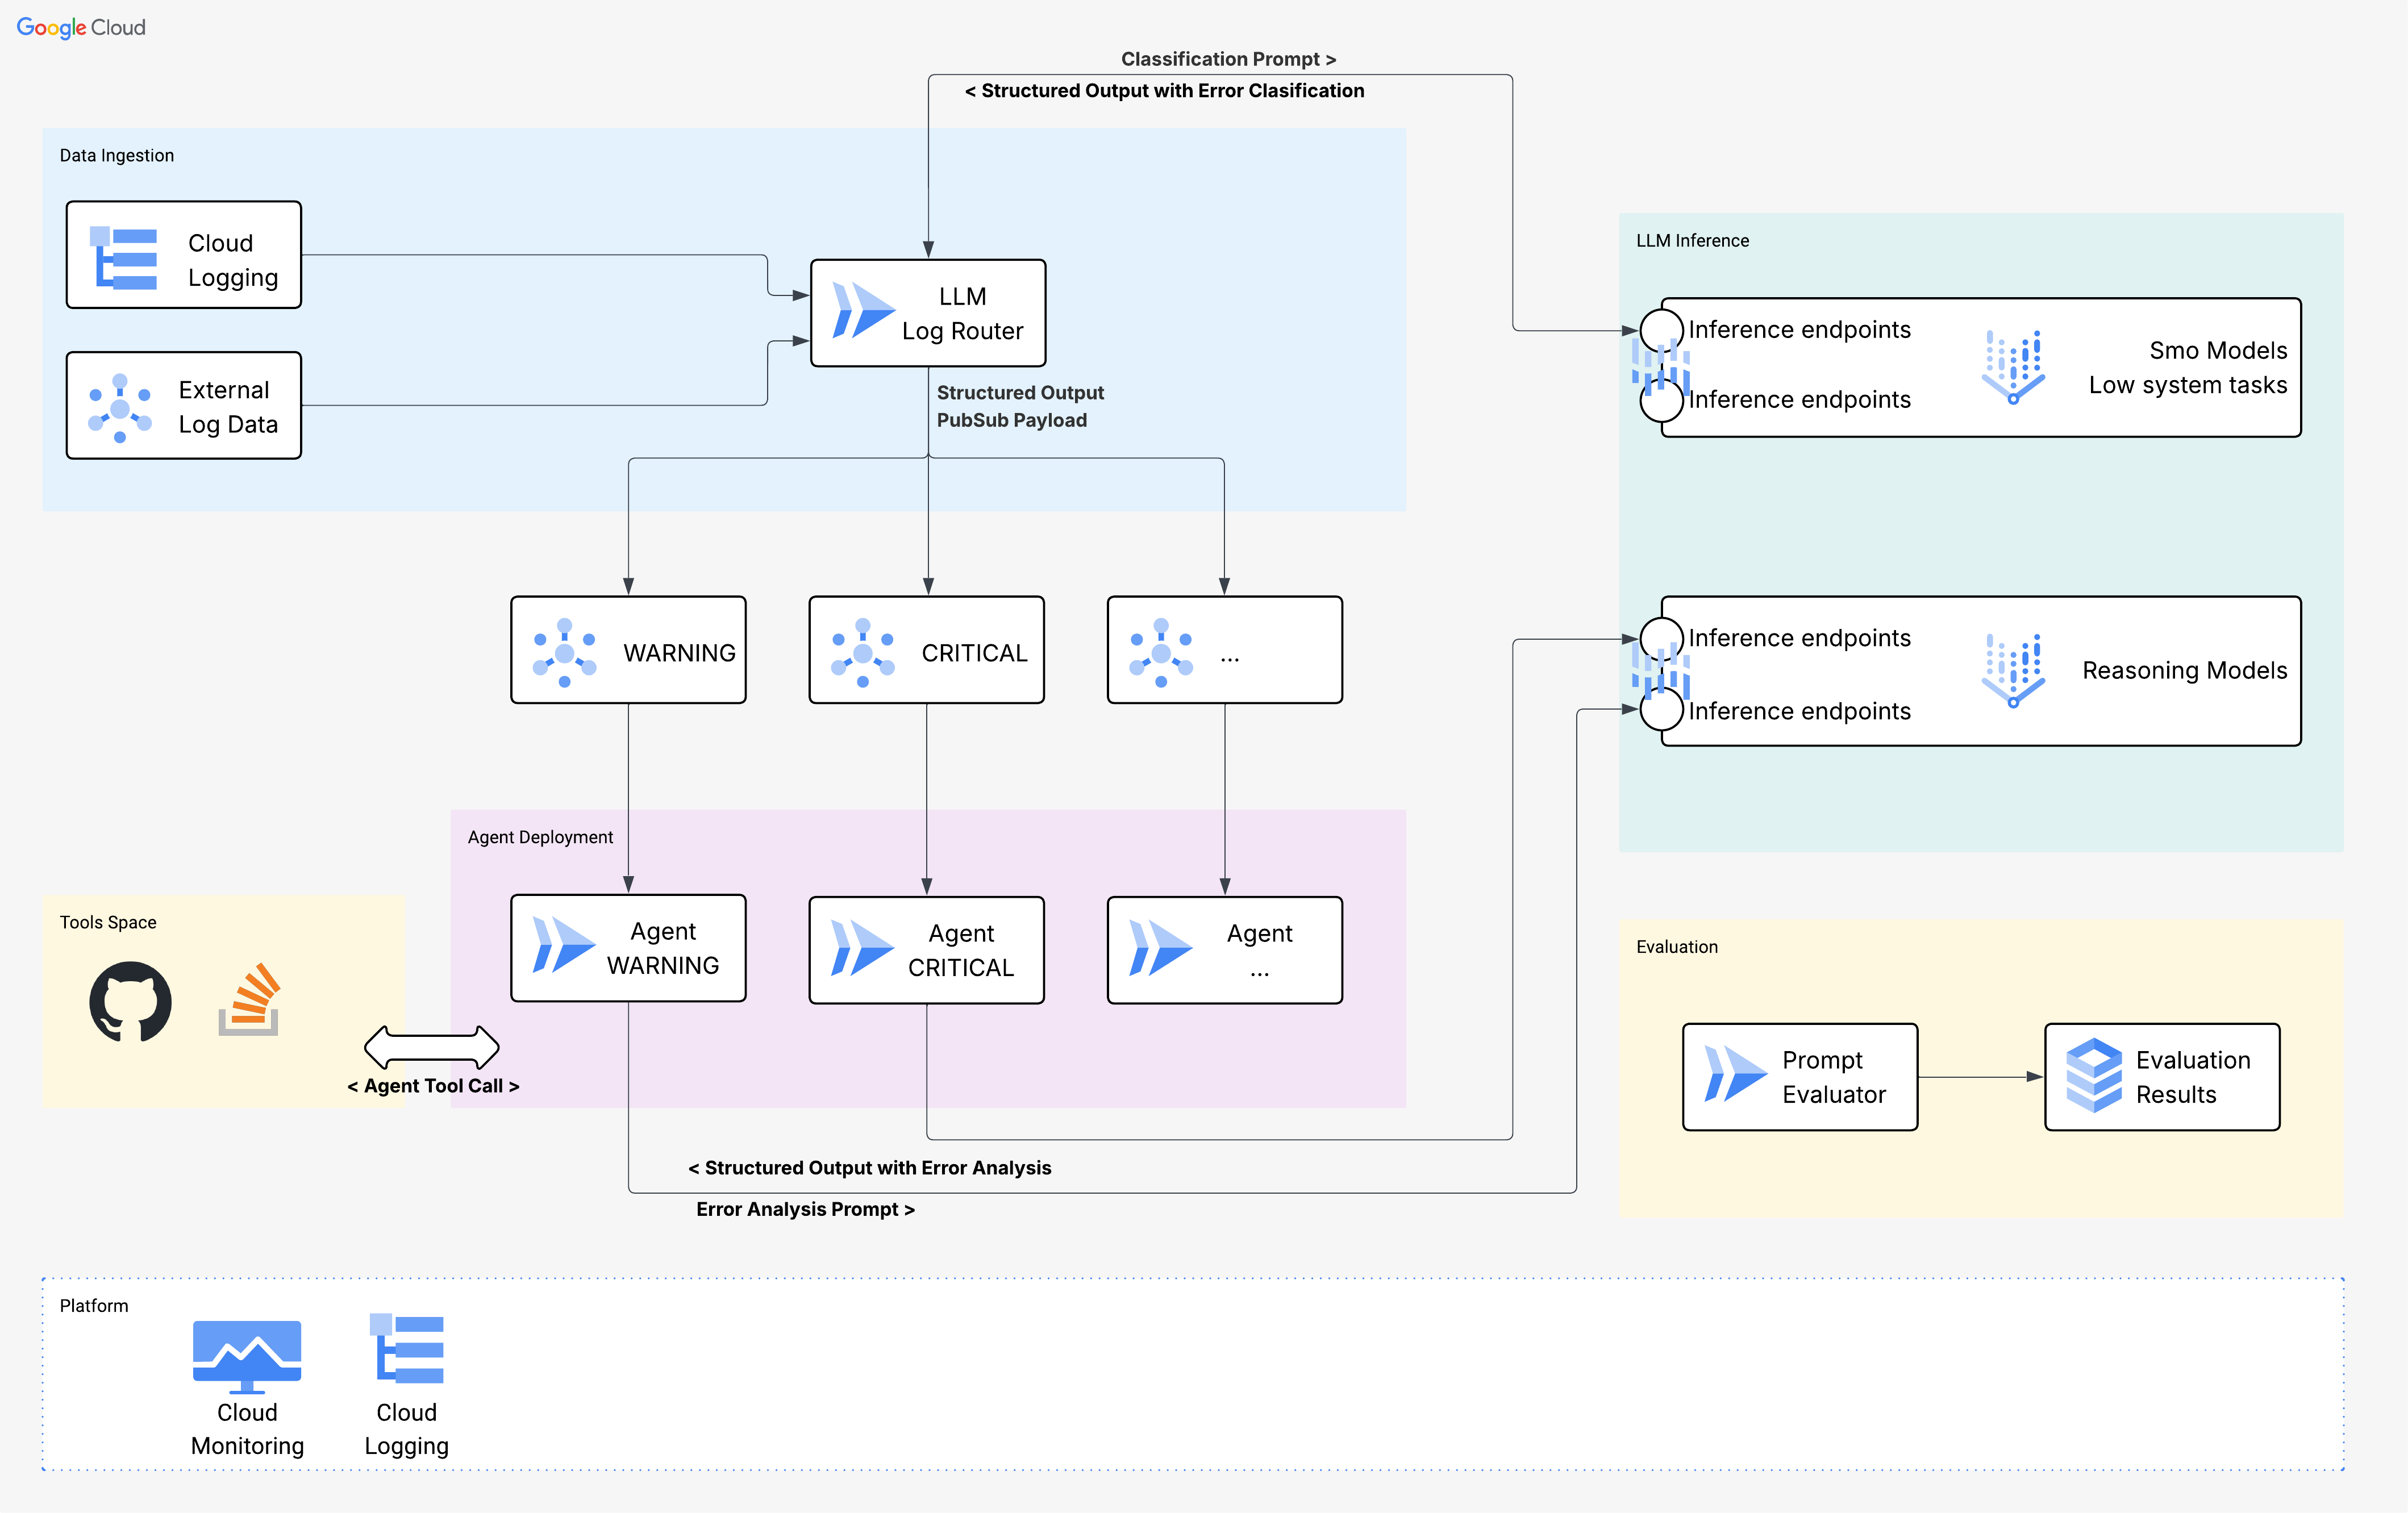 Google Cloud
Classification Prompt >
< Structured Output with Error Clasification
Data Ingestion
Cloud
Logging
External
Log Data
LLM
Log Router
Structured Output
PubSub Payload
LLM Inference
Inference endpoints
Inference endpoints
Smo Models
Low system tasks
WARNING
CRITICAL
...
Inference endpoints
Inference endpoints
Reasoning Models
Agent Deployment
Agent
WARNING
Agent
CRITICAL
Agent
...
Tools Space
< Agent Tool Call >
Evaluation
Prompt
Evaluator
Evaluation
Results
< Structured Output with Error Analysis
Error Analysis Prompt >
Platform
Cloud
Monitoring
Cloud
Logging